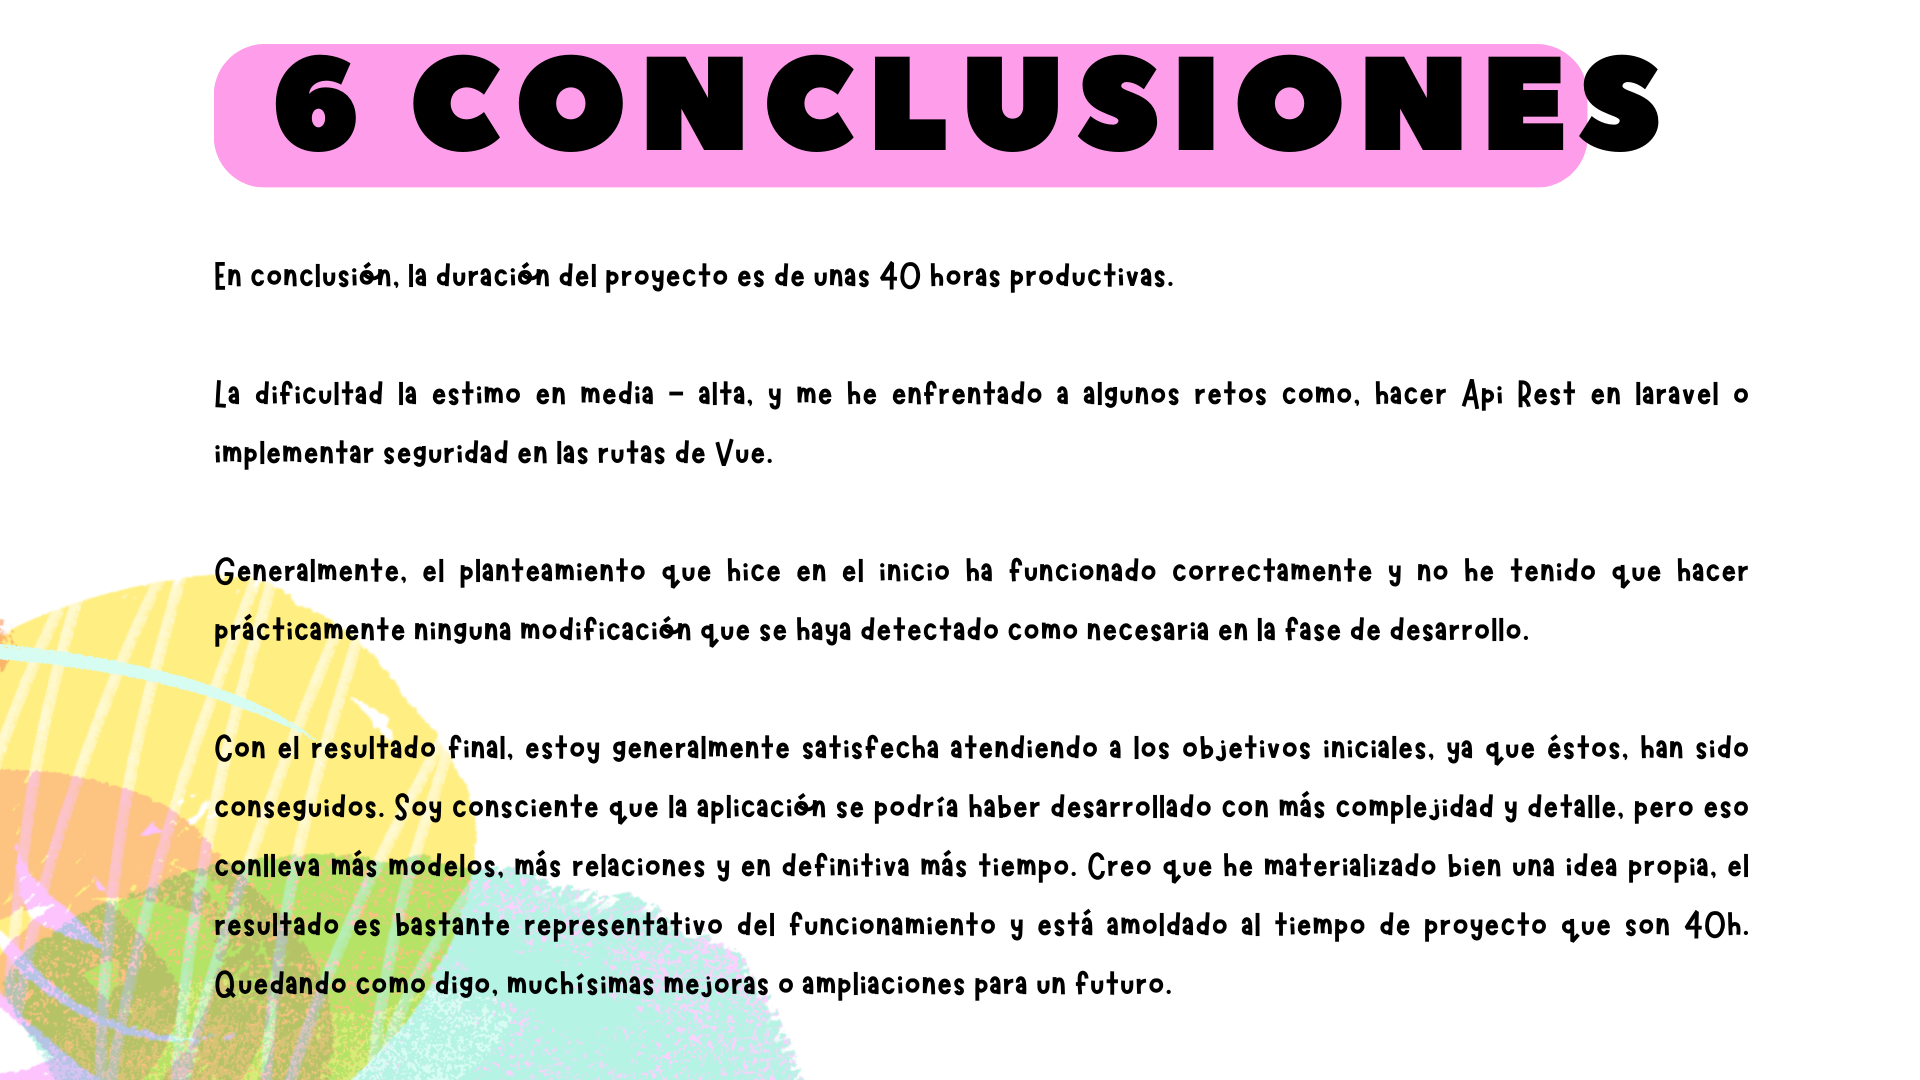 6 CONCLUSIONES
En conclusión, la duración del proyecto es de unas 40 horas productivas.
La dificultad la estimo en media – alta, y me he enfrentado a algunos retos como, hacer Api Rest en laravel o
implementar seguridad en las rutas de Vue.
Generalmente, el planteamiento que hice en el inicio ha funcionado correctamente y no he tenido que hacer
prácticamente ninguna modificación que se haya detectado como necesaria en la fase de desarrollo.
Con el resultado final, estoy generalmente satisfecha atendiendo a los objetivos iniciales, ya que éstos, han sido
conseguidos. Soy consciente que la aplicación se podría haber desarrollado con más complejidad y detalle, pero eso
conlleva más modelos, más relaciones y en definitiva más tiempo. Creo que he materializado bien una idea propia, el
resultado es bastante representativo del funcionamiento y está amoldado al tiempo de proyecto que son 40h.
Quedando como digo, muchísimas mejoras o ampliaciones para un futuro.